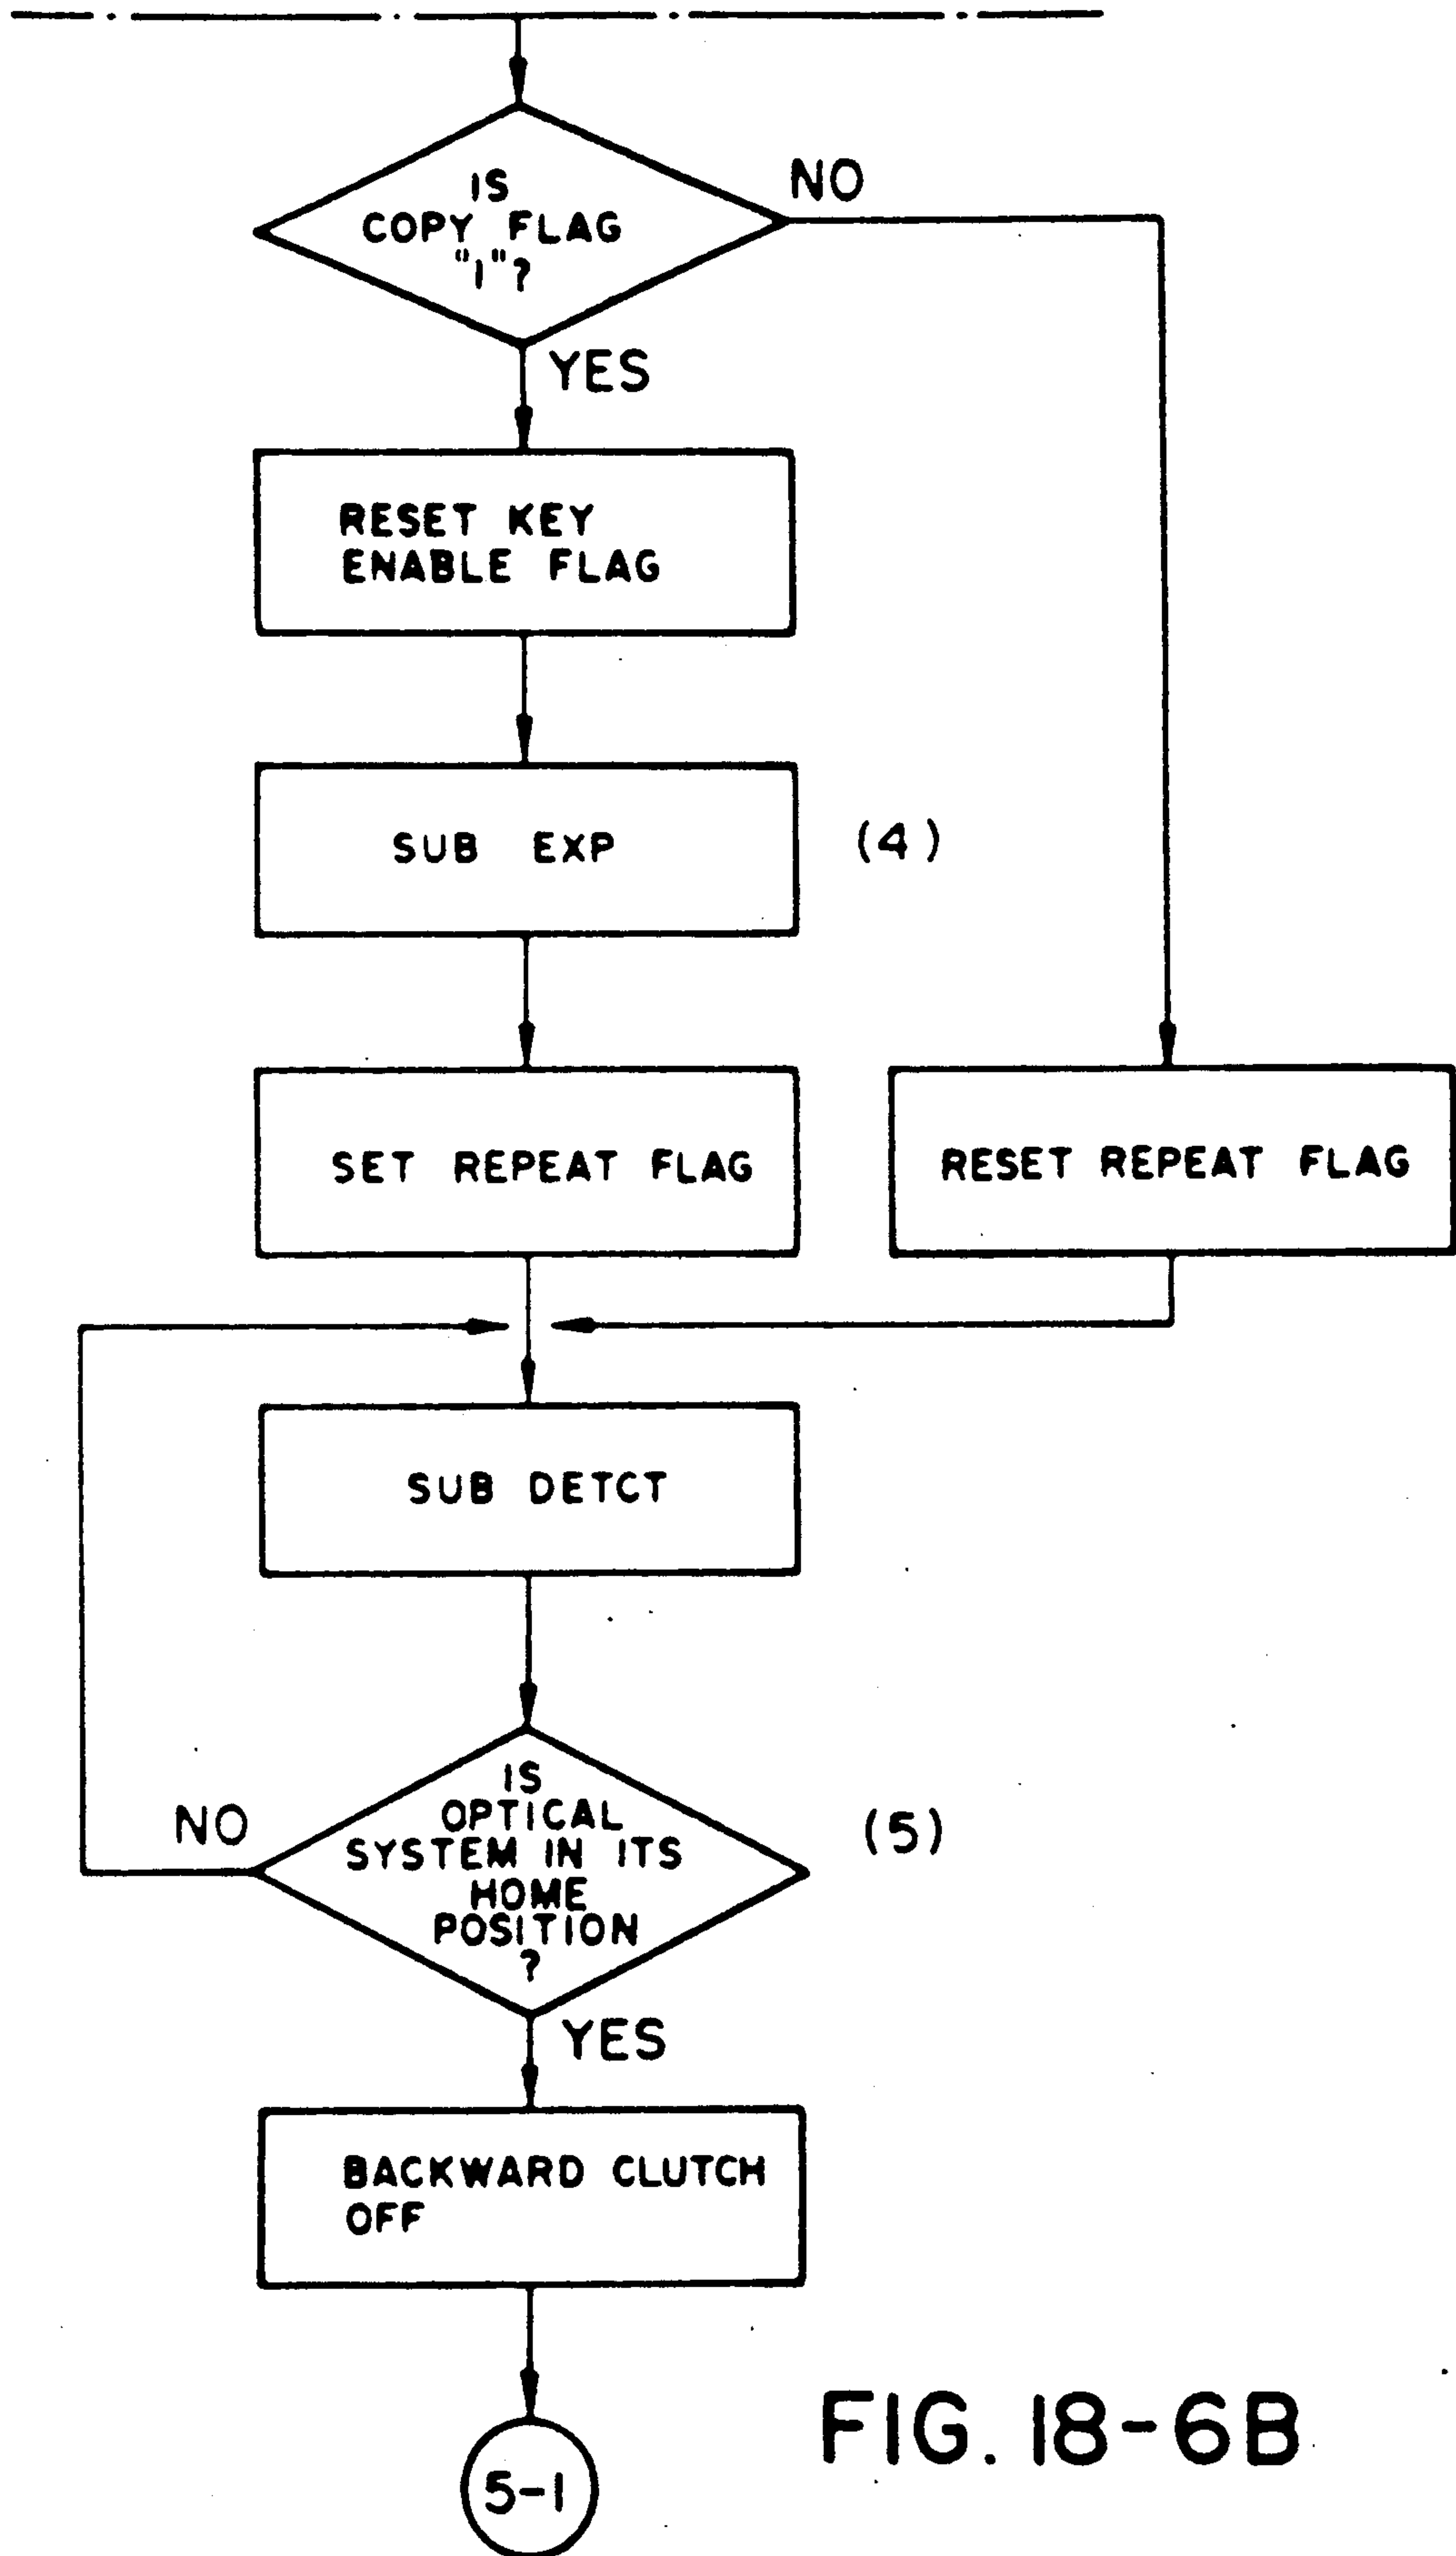 IS
COPY FLAG
"1"?
NO
YES
RESET KEY
ENABLE FLAG
SUB EXP
(4)
SET REPEAT FLAG
RESET REPEAT FLAG
SUB DETCT
IS
OPTICAL
SYSTEM IN ITS
HOME
POSITION
?
NO
(5)
YES
BACKWARD CLUTCH
OFF
5-1
FIG. 18-6B